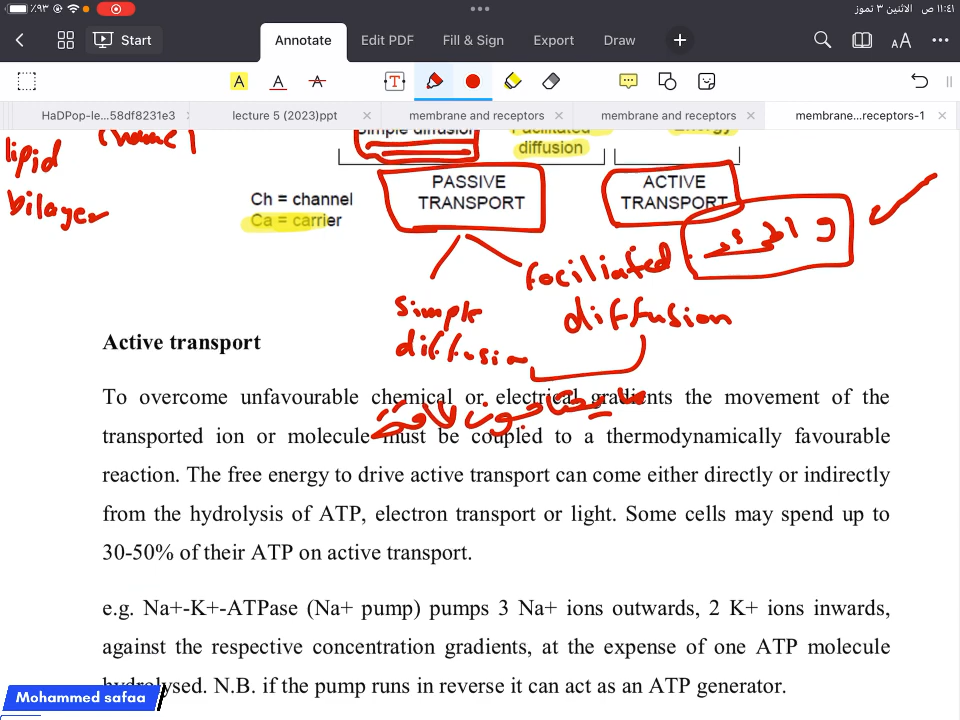 ٪٩٣
١١:٤١ ص الاثنين ٣ تموز
Start
Annotate
Edit PDF
Fill & Sign
Export
Draw
HaDPop-le...58df8231e3
lecture 5 (2023)ppt
membrane and receptors
membrane and receptors
membrane...receptors-1
Simple diffusion
Facilitated
diffusion
Energy
lipid
bilayer
Ch = channel
Ca = carrier
PASSIVE
TRANSPORT
ACTIVE
TRANSPORT
simple
diffusion
faciliated
diffusion
Active transport
To overcome unfavourable chemical or electrical gradients the movement of the
transported ion or molecule must be coupled to a thermodynamically favourable
reaction. The free energy to drive active transport can come either directly or indirectly
from the hydrolysis of ATP, electron transport or light. Some cells may spend up to
30-50% of their ATP on active transport.
e.g. Na+-K+-ATPase (Na+ pump) pumps 3 Na+ ions outwards, 2 K+ ions inwards,
against the respective concentration gradients, at the expense of one ATP molecule
hydrolysed. N.B. if the pump runs in reverse it can act as an ATP generator.
Mohammed safaa